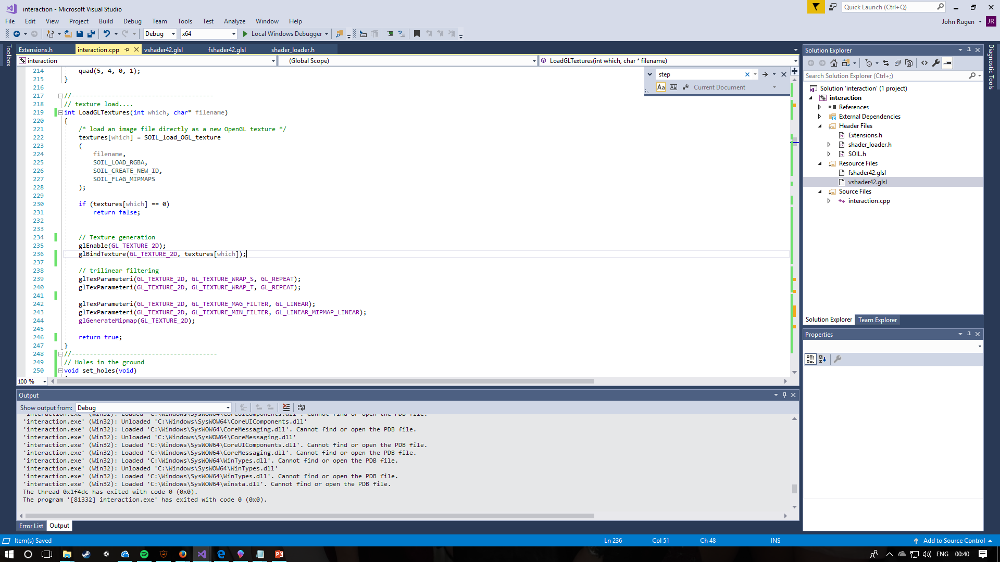 interaction - Microsoft Visual Studio
Quick Launch (Ctrl+Q)
File Edit View Project Build Debug Team Tools Test Analyze Window Help
John Rugen JR
Debug x64 Local Windows Debugger
Toolbox
Extensions.h interaction.cpp vshader42.glsl fshader42.glsl shader_loader.h
interaction (Global Scope) LoadGLTextures(int which, char * filename)
step
Aa Ab Current Document
214 quad(5, 4, 0, 1);
215 }
216
217 //---------------------------------------
218 // texture load....
219 int LoadGLTextures(int which, char* filename)
220 {
221 /* load an image file directly as a new OpenGL texture */
222 textures[which] = SOIL_load_OGL_texture
223 (
224 filename,
225 SOIL_LOAD_RGBA,
226 SOIL_CREATE_NEW_ID,
227 SOIL_FLAG_MIPMAPS
228 );
229
230 if (textures[which] == 0)
231 return false;
232
233
234 // Texture generation
235 glEnable(GL_TEXTURE_2D);
236 glBindTexture(GL_TEXTURE_2D, textures[which]);
237
238 // trilinear filtering
239 glTexParameteri(GL_TEXTURE_2D, GL_TEXTURE_WRAP_S, GL_REPEAT);
240 glTexParameteri(GL_TEXTURE_2D, GL_TEXTURE_WRAP_T, GL_REPEAT);
241
242 glTexParameteri(GL_TEXTURE_2D, GL_TEXTURE_MAG_FILTER, GL_LINEAR);
243 glTexParameteri(GL_TEXTURE_2D, GL_TEXTURE_MIN_FILTER, GL_LINEAR_MIPMAP_LINEAR);
244 glGenerateMipmap(GL_TEXTURE_2D);
245
246 return true;
247 }
248 //----------------------------------------
249 // Holes in the ground
250 void set_holes(void)
100 %
Output
Show output from: Debug
'interaction.exe' (Win32): Loaded 'C:\Windows\SysWOW64\CoreUIComponents.dll'. Cannot find or open the PDB file.
'interaction.exe' (Win32): Unloaded 'C:\Windows\SysWOW64\CoreUIComponents.dll'
'interaction.exe' (Win32): Loaded 'C:\Windows\SysWOW64\CoreMessaging.dll'. Cannot find or open the PDB file.
'interaction.exe' (Win32): Unloaded 'C:\Windows\SysWOW64\CoreMessaging.dll'
'interaction.exe' (Win32): Loaded 'C:\Windows\SysWOW64\CoreUIComponents.dll'. Cannot find or open the PDB file.
'interaction.exe' (Win32): Loaded 'C:\Windows\SysWOW64\CoreMessaging.dll'. Cannot find or open the PDB file.
'interaction.exe' (Win32): Loaded 'C:\Windows\SysWOW64\WinTypes.dll'. Cannot find or open the PDB file.
'interaction.exe' (Win32): Unloaded 'C:\Windows\SysWOW64\WinTypes.dll'
'interaction.exe' (Win32): Loaded 'C:\Windows\SysWOW64\WinTypes.dll'. Cannot find or open the PDB file.
'interaction.exe' (Win32): Loaded 'C:\Windows\SysWOW64\winsta.dll'. Cannot find or open the PDB file.
The thread 0x1f4dc has exited with code 0 (0x0).
The program '[81332] interaction.exe' has exited with code 0 (0x0).
Error List Output
Solution Explorer
Search Solution Explorer (Ctrl+;)
Solution 'interaction' (1 project)
interaction
References
External Dependencies
Header Files
Extensions.h
shader_loader.h
SOIL.h
Resource Files
fshader42.glsl
vshader42.glsl
Source Files
interaction.cpp
Solution Explorer Team Explorer
Properties
Diagnostic Tools
Item(s) Saved Ln 236 Col 51 Ch 48 INS Add to Source Control
ENG 00:40